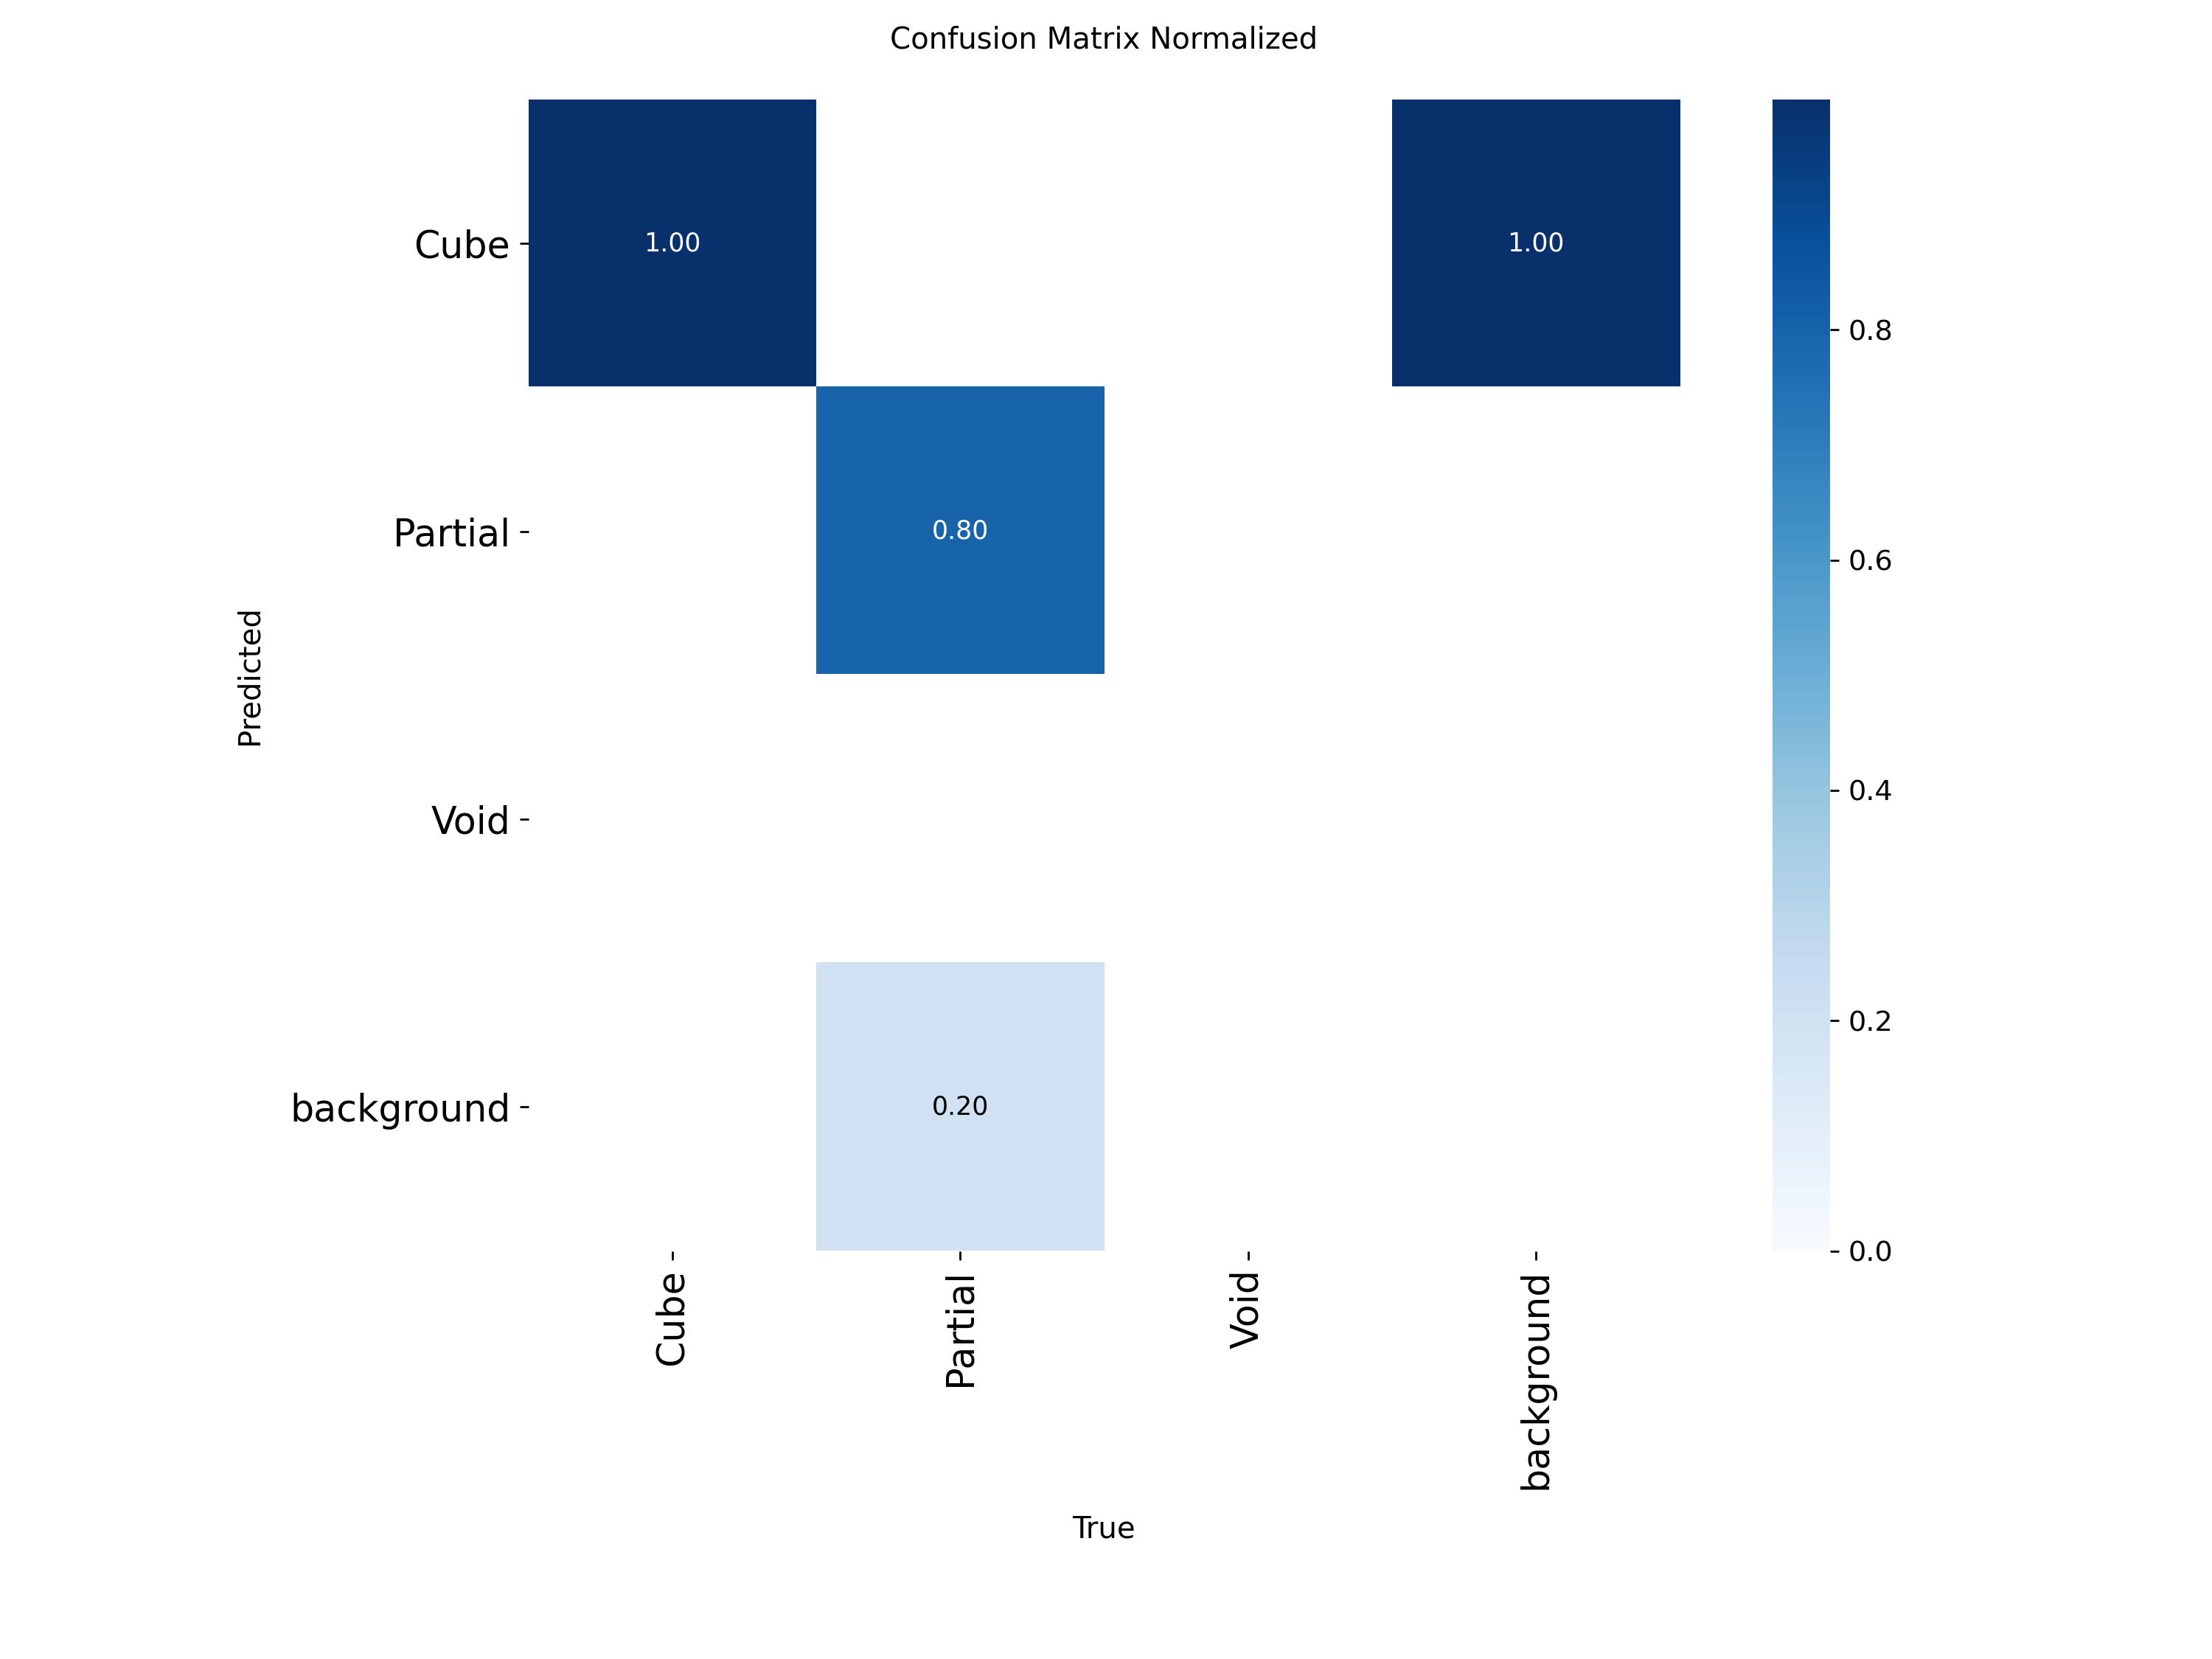 Confusion Matrix Normalized
Cube
1.00
1.00
0.8
Partial
0.80
0.6
Predicted
0.4
Void
0.2
background
0.20
0.0
Cube
Partial
Void
background
True